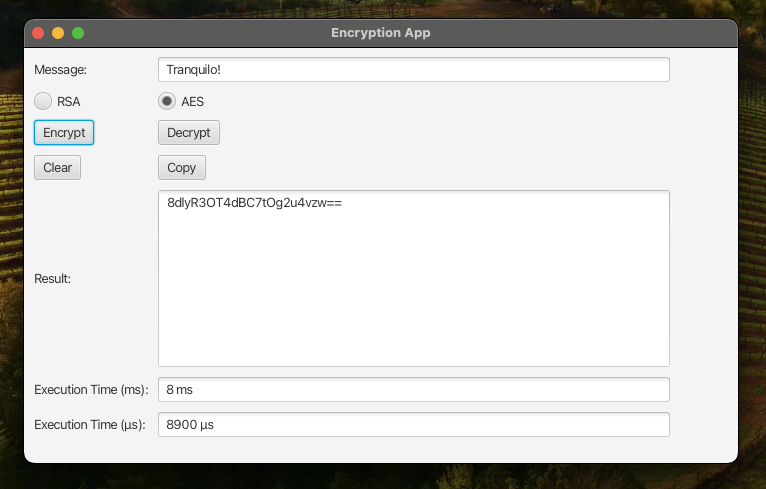 Encryption App
Message: Tranquilo!
RSA AES
Encrypt Decrypt
Clear Copy
8dlyR3OT4dBC7tOg2u4vzw==
Result:
Execution Time (ms): 8 ms
Execution Time (µs): 8900 µs